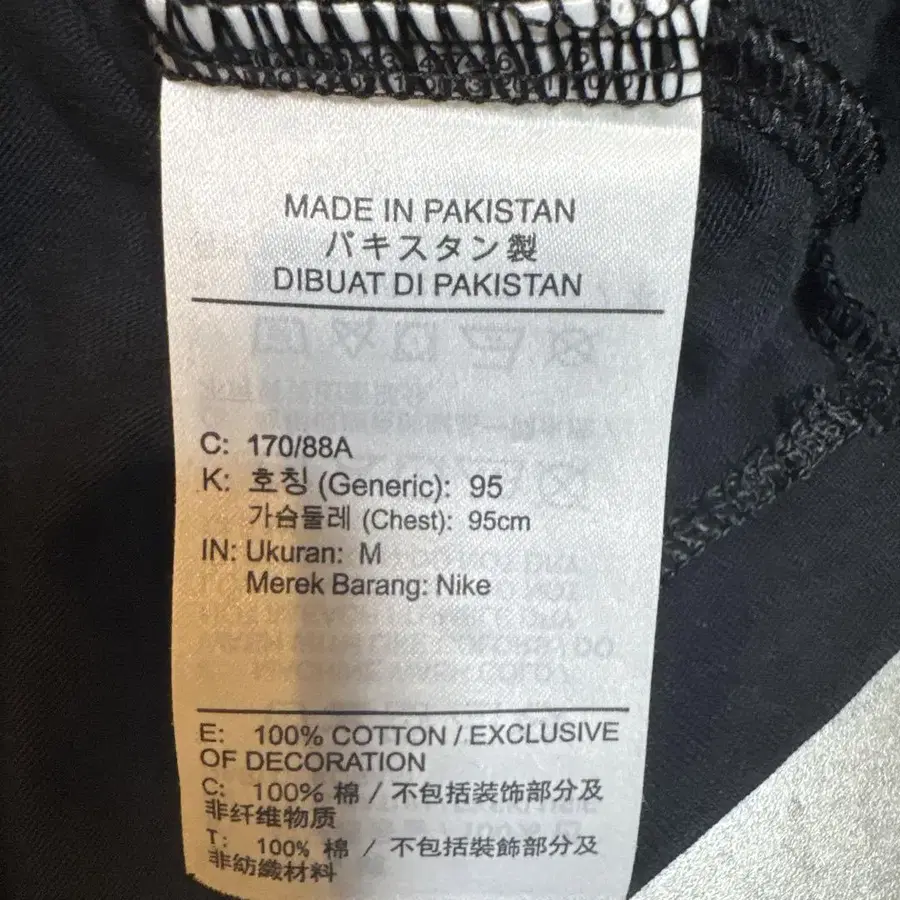 MADE IN PAKISTAN
パキスタン製
DIBUAT DI PAKISTAN
C: 170/88A
K: 호칭 (Generic): 95
가슴둘레 (Chest): 95cm
IN: Ukuran: M
Merek Barang: Nike
E: 100% COTTON / EXCLUSIVE
OF DECORATION
C: 100% 棉 / 不包括装饰部分及
非纤维物质
T: 100% 棉 / 不包括裝飾部分及
非紡織材料